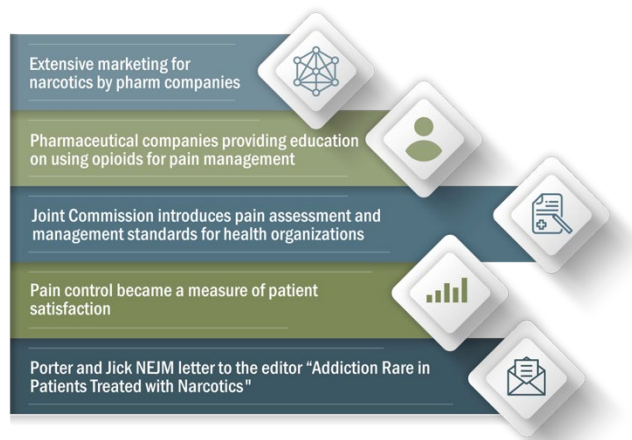 Extensive marketing for
narcotics by pharm companies
Pharmaceutical companies providing education
on using opioids for pain management
Joint Commission introduces pain assessment and
management standards for health organizations
Pain control became a measure of patient
satisfaction
Porter and Jick NEJM letter to the editor “Addiction Rare in
Patients Treated with Narcotics"